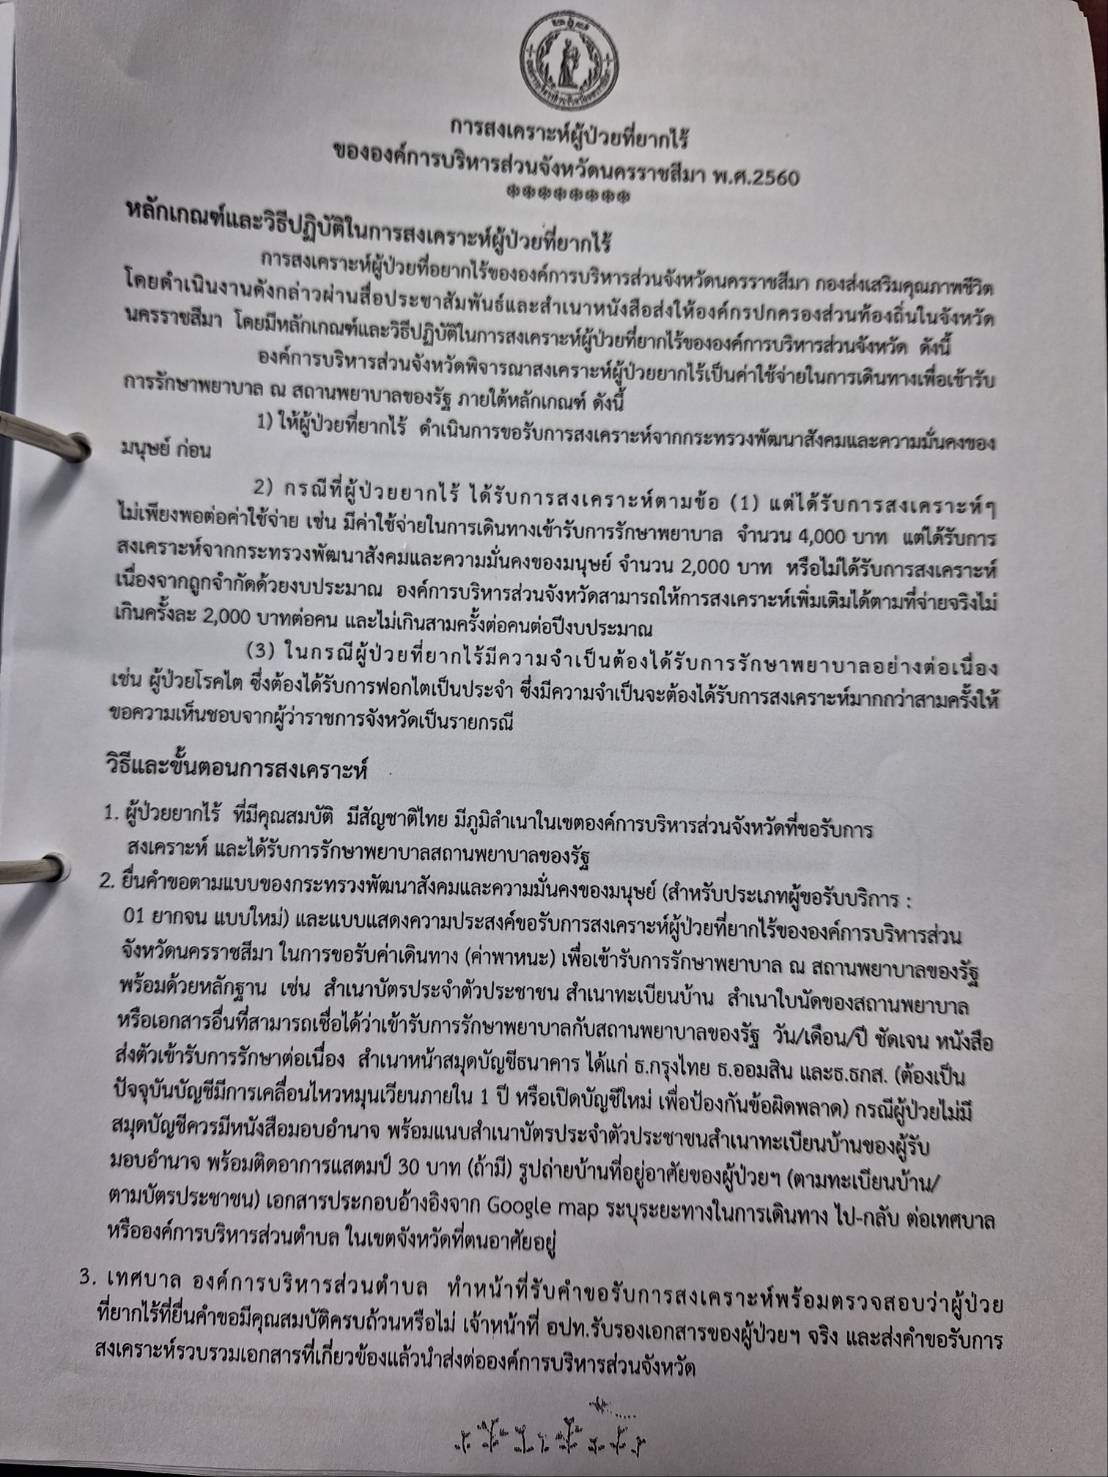 การสงเคราะห์ผู้ป่วยที่ยากไร้
ขององค์การบริหารส่วนจังหวัดนครราชสีมา พ.ศ.2560
หลักเกณฑ์และวิธีปฏิบัติในการสงเคราะห์ผู้ป่วยที่ยากไร้
การสงเคราะห์ผู้ป่วยที่อยากไร้ขององค์การบริหารส่วนจังหวัดนครราชสีมา กองส่งเสริมคุณภาพชีวิต
โดยดำเนินงานดังกล่าวผ่านสื่อประชาสัมพันธ์และสำเนาหนังสือส่งให้องค์กรปกครองส่วนท้องถิ่นในจังหวัด
นครราชสีมา โดยมีหลักเกณฑ์และวิธีปฏิบัติในการสงเคราะห์ผู้ป่วยที่ยากไร้ขององค์การบริหารส่วนจังหวัด ดังนี้
องค์การบริหารส่วนจังหวัดพิจารณาสงเคราะห์ผู้ป่วยยากไร้เป็นค่าใช้จ่ายในการเดินทางเพื่อเข้ารับ
การรักษาพยาบาล ณ สถานพยาบาลของรัฐ ภายใต้หลักเกณฑ์ ดังนี้
1) ให้ผู้ป่วยที่ยากไร้ ดำเนินการขอรับการสงเคราะห์จากกระทรวงพัฒนาสังคมและความมั่นคงของ
มนุษย์ ก่อน
2) กรณีที่ผู้ป่วยยากไร้ ได้รับการสงเคราะห์ตามข้อ (1) แต่ได้รับการสงเคราะห์ๆ
ไม่เพียงพอต่อค่าใช้จ่าย เช่น มีค่าใช้จ่ายในการเดินทางเข้ารับการรักษาพยาบาล จำนวน 4,000 บาท แต่ได้รับการ
สงเคราะห์จากกระทรวงพัฒนาสังคมและความมั่นคงของมนุษย์ จำนวน 2,000 บาท หรือไม่ได้รับการสงเคราะห์
เนื่องจากถูกจำกัดด้วยงบประมาณ องค์การบริหารส่วนจังหวัดสามารถให้การสงเคราะห์เพิ่มเติมได้ตามที่จ่ายจริงไม่
เกินครั้งละ 2,000 บาทต่อคน และไม่เกินสามครั้งต่อคนต่อปีงบประมาณ
(3) ในกรณีผู้ป่วยที่ยากไร้มีความจำเป็นต้องได้รับการรักษาพยาบาลอย่างต่อเนื่อง
เช่น ผู้ป่วยโรคไต ซึ่งต้องได้รับการฟอกไตเป็นประจำ ซึ่งมีความจำเป็นจะต้องได้รับการสงเคราะห์มากกว่าสามครั้งให้
ขอความเห็นชอบจากผู้ว่าราชการจังหวัดเป็นรายกรณี
วิธีและขั้นตอนการสงเคราะห์
1. ผู้ป่วยยากไร้ ที่มีคุณสมบัติ มีสัญชาติไทย มีภูมิลำเนาในเขตองค์การบริหารส่วนจังหวัดที่ขอรับการ
สงเคราะห์ และได้รับการรักษาพยาบาลสถานพยาบาลของรัฐ
2. ยื่นคำขอตามแบบของกระทรวงพัฒนาสังคมและความมั่นคงของมนุษย์ (สำหรับประเภทผู้ขอรับบริการ :
01 ยากจน แบบใหม่) และแบบแสดงความประสงค์ขอรับการสงเคราะห์ผู้ป่วยที่ยากไร้ขององค์การบริหารส่วน
จังหวัดนครราชสีมา ในการขอรับค่าเดินทาง (ค่าพาหนะ) เพื่อเข้ารับการรักษาพยาบาล ณ สถานพยาบาลของรัฐ
พร้อมด้วยหลักฐาน เช่น สำเนาบัตรประจำตัวประชาชน สำเนาทะเบียนบ้าน สำเนาใบนัดของสถานพยาบาล
หรือเอกสารอื่นที่สามารถเชื่อได้ว่าเข้ารับการรักษาพยาบาลกับสถานพยาบาลของรัฐ วัน/เดือน/ปี ชัดเจน หนังสือ
ส่งตัวเข้ารับการรักษาต่อเนื่อง สำเนาหน้าสมุดบัญชีธนาคาร ได้แก่ ธ.กรุงไทย ธ.ออมสิน และธ.ธกส. (ต้องเป็น
ปัจจุบันบัญชีมีการเคลื่อนไหวหมุนเวียนภายใน 1 ปี หรือเปิดบัญชีใหม่ เพื่อป้องกันข้อผิดพลาด) กรณีผู้ป่วยไม่มี
สมุดบัญชีควรมีหนังสือมอบอำนาจ พร้อมแนบสำเนาบัตรประจำตัวประชาชนสำเนาทะเบียนบ้านของผู้รับ
มอบอำนาจ พร้อมติดอาการแสตมป์ 30 บาท (ถ้ามี) รูปถ่ายบ้านที่อยู่อาศัยของผู้ป่วยฯ (ตามทะเบียนบ้าน/
ตามบัตรประชาชน) เอกสารประกอบอ้างอิงจาก Google map ระบุระยะทางในการเดินทาง ไป-กลับ ต่อเทศบาล
หรือองค์การบริหารส่วนตำบล ในเขตจังหวัดที่ตนอาศัยอยู่
3. เทศบาล องค์การบริหารส่วนตำบล ทำหน้าที่รับคำขอรับการสงเคราะห์พร้อมตรวจสอบว่าผู้ป่วย
ที่ยากไร้ที่ยื่นคำขอมีคุณสมบัติครบถ้วนหรือไม่ เจ้าหน้าที่ อปท.รับรองเอกสารของผู้ป่วยฯ จริง และส่งคำขอรับการ
สงเคราะห์รวบรวมเอกสารที่เกี่ยวข้องแล้วนำส่งต่อองค์การบริหารส่วนจังหวัด